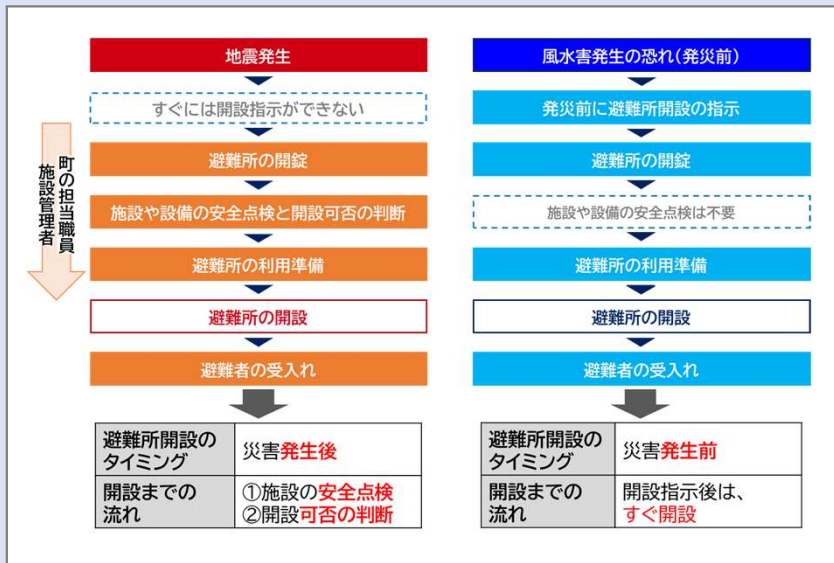 地震発生
すぐには開設指示ができない
避難所の開錠
施設や設備の安全点検と開設可否の判断
避難所の利用準備
避難所の開設
避難者の受入れ
町の担当職員
施設管理者
避難所開設の
タイミング
災害発生後
開設までの
流れ
①施設の安全点検
②開設可否の判断
風水害発生の恐れ(発災前)
発災前に避難所開設の指示
避難所の開錠
施設や設備の安全点検は不要
避難所の利用準備
避難所の開設
避難者の受入れ
避難所開設の
タイミング
災害発生前
開設までの
流れ
開設指示後は、
すぐ開設